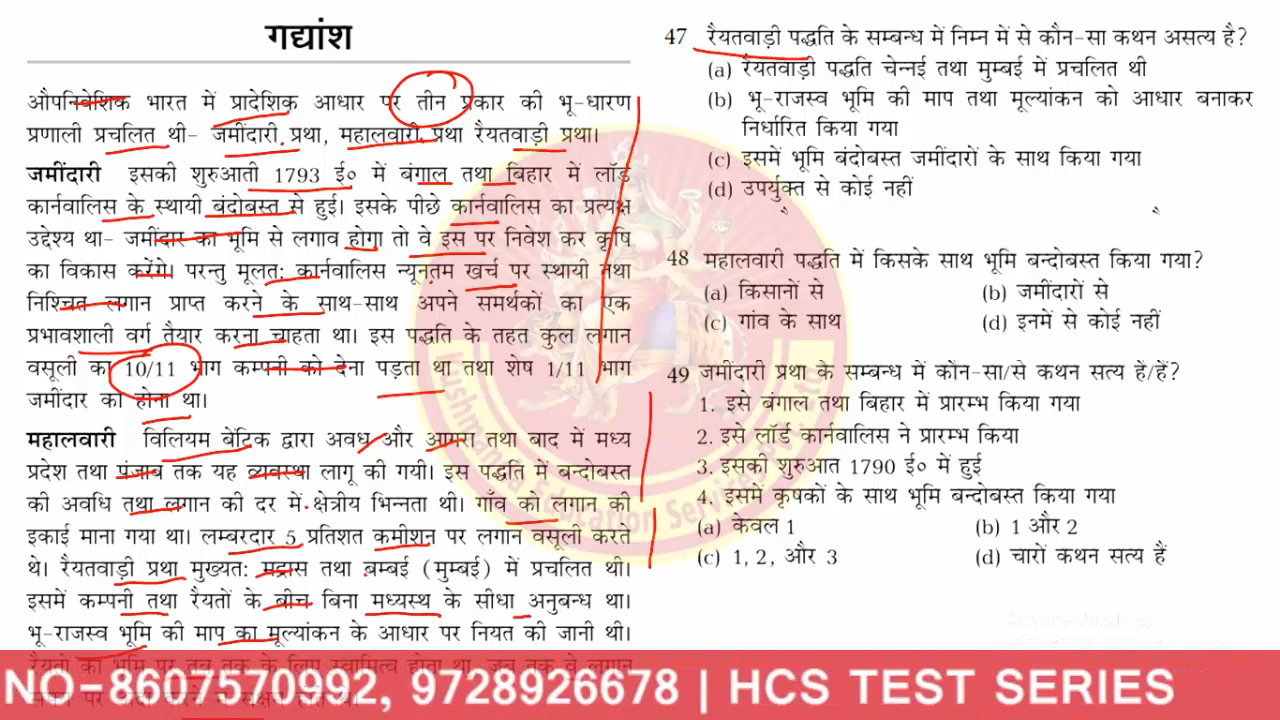 गद्यांश
औपनिवेशिक भारत में प्रादेशिक आधार पर तीन प्रकार की भू-धारण
प्रणाली प्रचलित थी- जमींदारी प्रथा, महालवारी प्रथा रैयतवाड़ी प्रथा।
जमींदारी इसकी शुरुआती 1793 ई० में बंगाल तथा बिहार में लॉर्ड
कार्नवालिस के स्थायी बंदोबस्त से हुई। इसके पीछे कार्नवालिस का प्रत्यक्ष
उद्देश्य था- जमींदार का भूमि से लगाव होगा तो वे इस पर निवेश कर कृषि
का विकास करेंगे। परन्तु मूलत: कार्नवालिस न्यूनतम खर्च पर स्थायी तथा
निश्चित लगान प्राप्त करने के साथ-साथ अपने समर्थकों का एक
प्रभावशाली वर्ग तैयार करना चाहता था। इस पद्धति के तहत कुल लगान
वसूली का 10/11 भाग कम्पनी को देना पड़ता था तथा शेष 1/11 भाग
जमींदार का होना था।
महालवारी विलियम बेंटिक द्वारा अवध और आगरा तथा बाद में मध्य
प्रदेश तथा पंजाब तक यह व्यवस्था लागू की गयी। इस पद्धति में बन्दोबस्त
की अवधि तथा लगान की दर में क्षेत्रीय भिन्नता थी। गाँव को लगान की
इकाई माना गया था। लम्बरदार 5 प्रतिशत कमीशन पर लगान वसूली करते
थे। रैयतवाड़ी प्रथा मुख्यत: मद्रास तथा बम्बई (मुम्बई) में प्रचलित थी।
इसमें कम्पनी तथा रैयतों के बीच बिना मध्यस्थ के सीधा अनुबन्ध था।
भू-राजस्व भूमि की माप का मूल्यांकन के आधार पर नियत की जानी थी।
रैयतों का भूमि पर तब तक के लिए स्वामित्व होता था, जब तक वे लगान
47 रैयतवाड़ी पद्धति के सम्बन्ध में निम्न में से कौन-सा कथन असत्य है?
(a) रैयतवाड़ी पद्धति चेन्नई तथा मुम्बई में प्रचलित थी
(b) भू-राजस्व भूमि की माप तथा मूल्यांकन को आधार बनाकर
निर्धारित किया गया
(c) इसमें भूमि बंदोबस्त जमींदारों के साथ किया गया
(d) उपर्युक्त से कोई नहीं
48 महालवारी पद्धति में किसके साथ भूमि बन्दोबस्त किया गया?
(a) किसानों से (b) जमींदारों से
(c) गांव के साथ (d) इनमें से कोई नहीं
49 जमींदारी प्रथा के सम्बन्ध में कौन-सा/से कथन सत्य है/हैं?
1. इसे बंगाल तथा बिहार में प्रारम्भ किया गया
2. इसे लॉर्ड कार्नवालिस ने प्रारम्भ किया
3. इसकी शुरुआत 1790 ई० में हुई
4. इसमें कृषकों के साथ भूमि बन्दोबस्त किया गया
(a) केवल 1 (b) 1 और 2
(c) 1, 2, और 3 (d) चारों कथन सत्य हैं
NO-8607570992, 9728926678 | HCS TEST SERIES